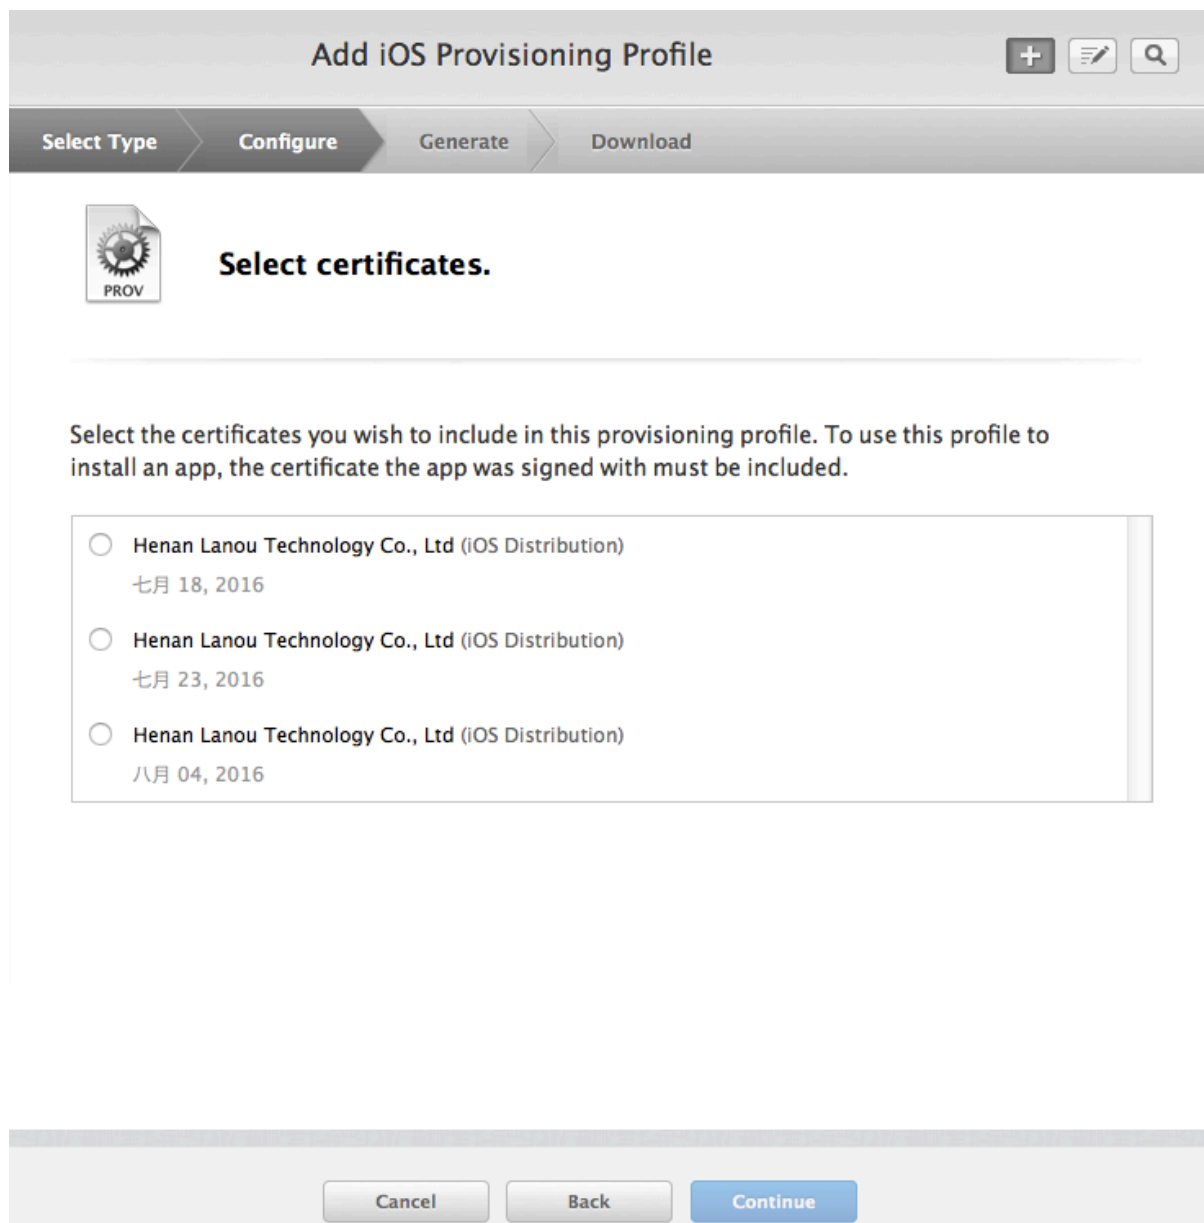 Add iOS Provisioning Profile
Select Type
Configure
Generate
Download
PROV
Select certificates.
Select the certificates you wish to include in this provisioning profile. To use this profile to
install an app, the certificate the app was signed with must be included.
Henan Lanou Technology Co., Ltd (iOS Distribution)
七月 18, 2016
Henan Lanou Technology Co., Ltd (iOS Distribution)
七月 23, 2016
Henan Lanou Technology Co., Ltd (iOS Distribution)
八月 04, 2016
Cancel
Back
Continue